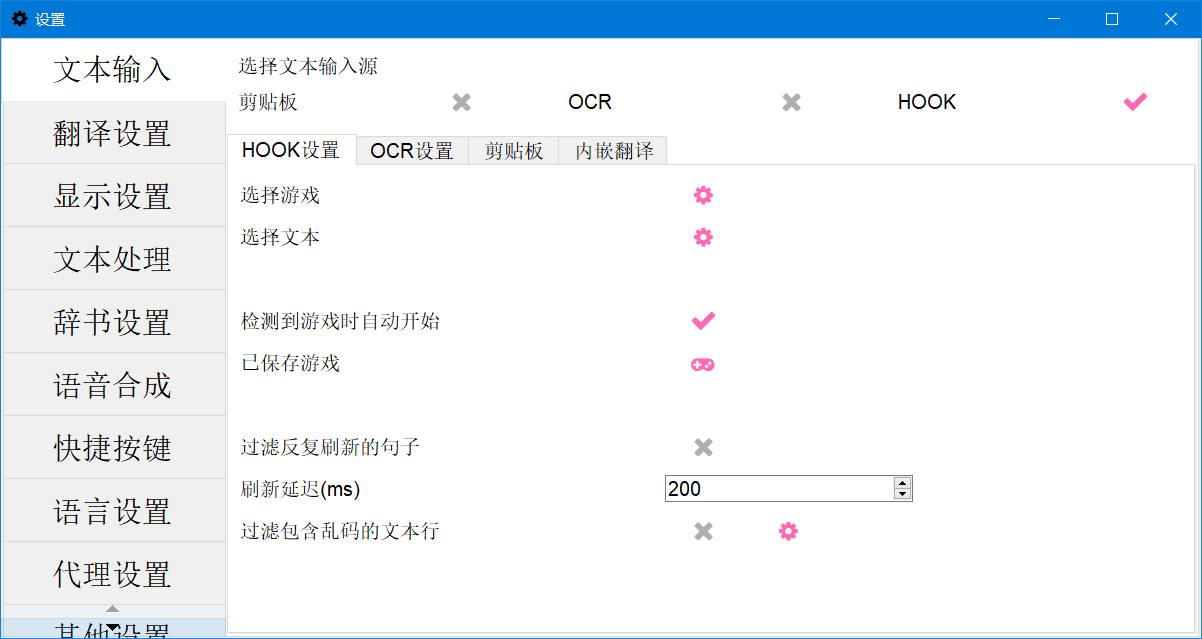 设置
文本输入
翻译设置
显示设置
文本处理
辞书设置
语音合成
快捷按键
语言设置
代理设置
其他设置
选择文本输入源
剪贴板 OCR HOOK
HOOK设置 OCR设置 剪贴板 内嵌翻译
选择游戏
选择文本
检测到游戏时自动开始
已保存游戏
过滤反复刷新的句子
刷新延迟(ms) 200
过滤包含乱码的文本行